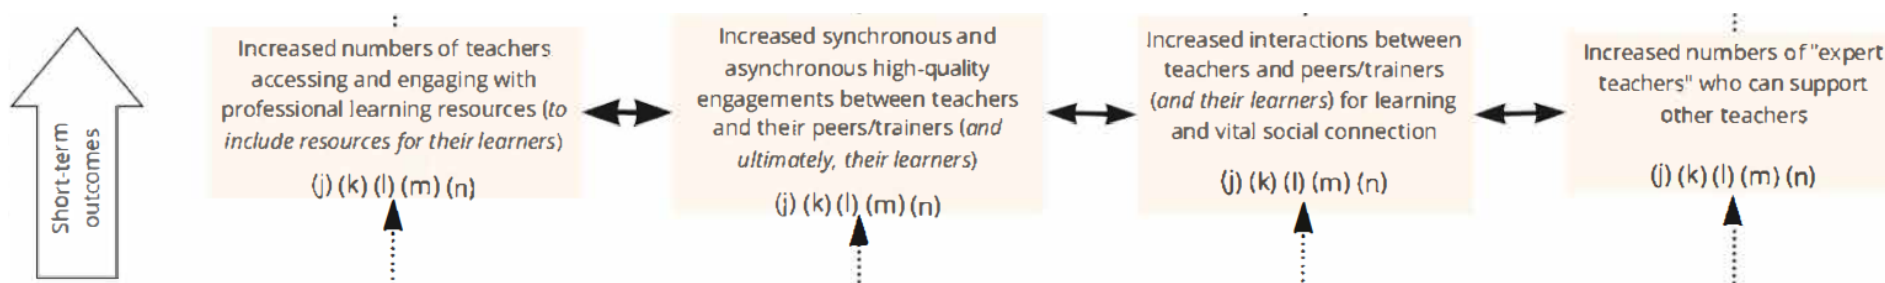 Short-term
outcomes
Increased numbers of teachers
accessing and engaging with
professional learning resources (to
include resources for their learners)
(j) (k) (l) (m) (n)
Increased synchronous and
asynchronous high-quality
engagements between teachers
and their peers/trainers (and
ultimately, their learners)
(j) (k) (l) (m) (n)
Increased interactions between
teachers and peers/trainers
(and their learners) for learning
and vital social connection
(j) (k) (l) (m) (n)
Increased numbers of "expert
teachers" who can support
other teachers
(j) (k) (l) (m) (n)